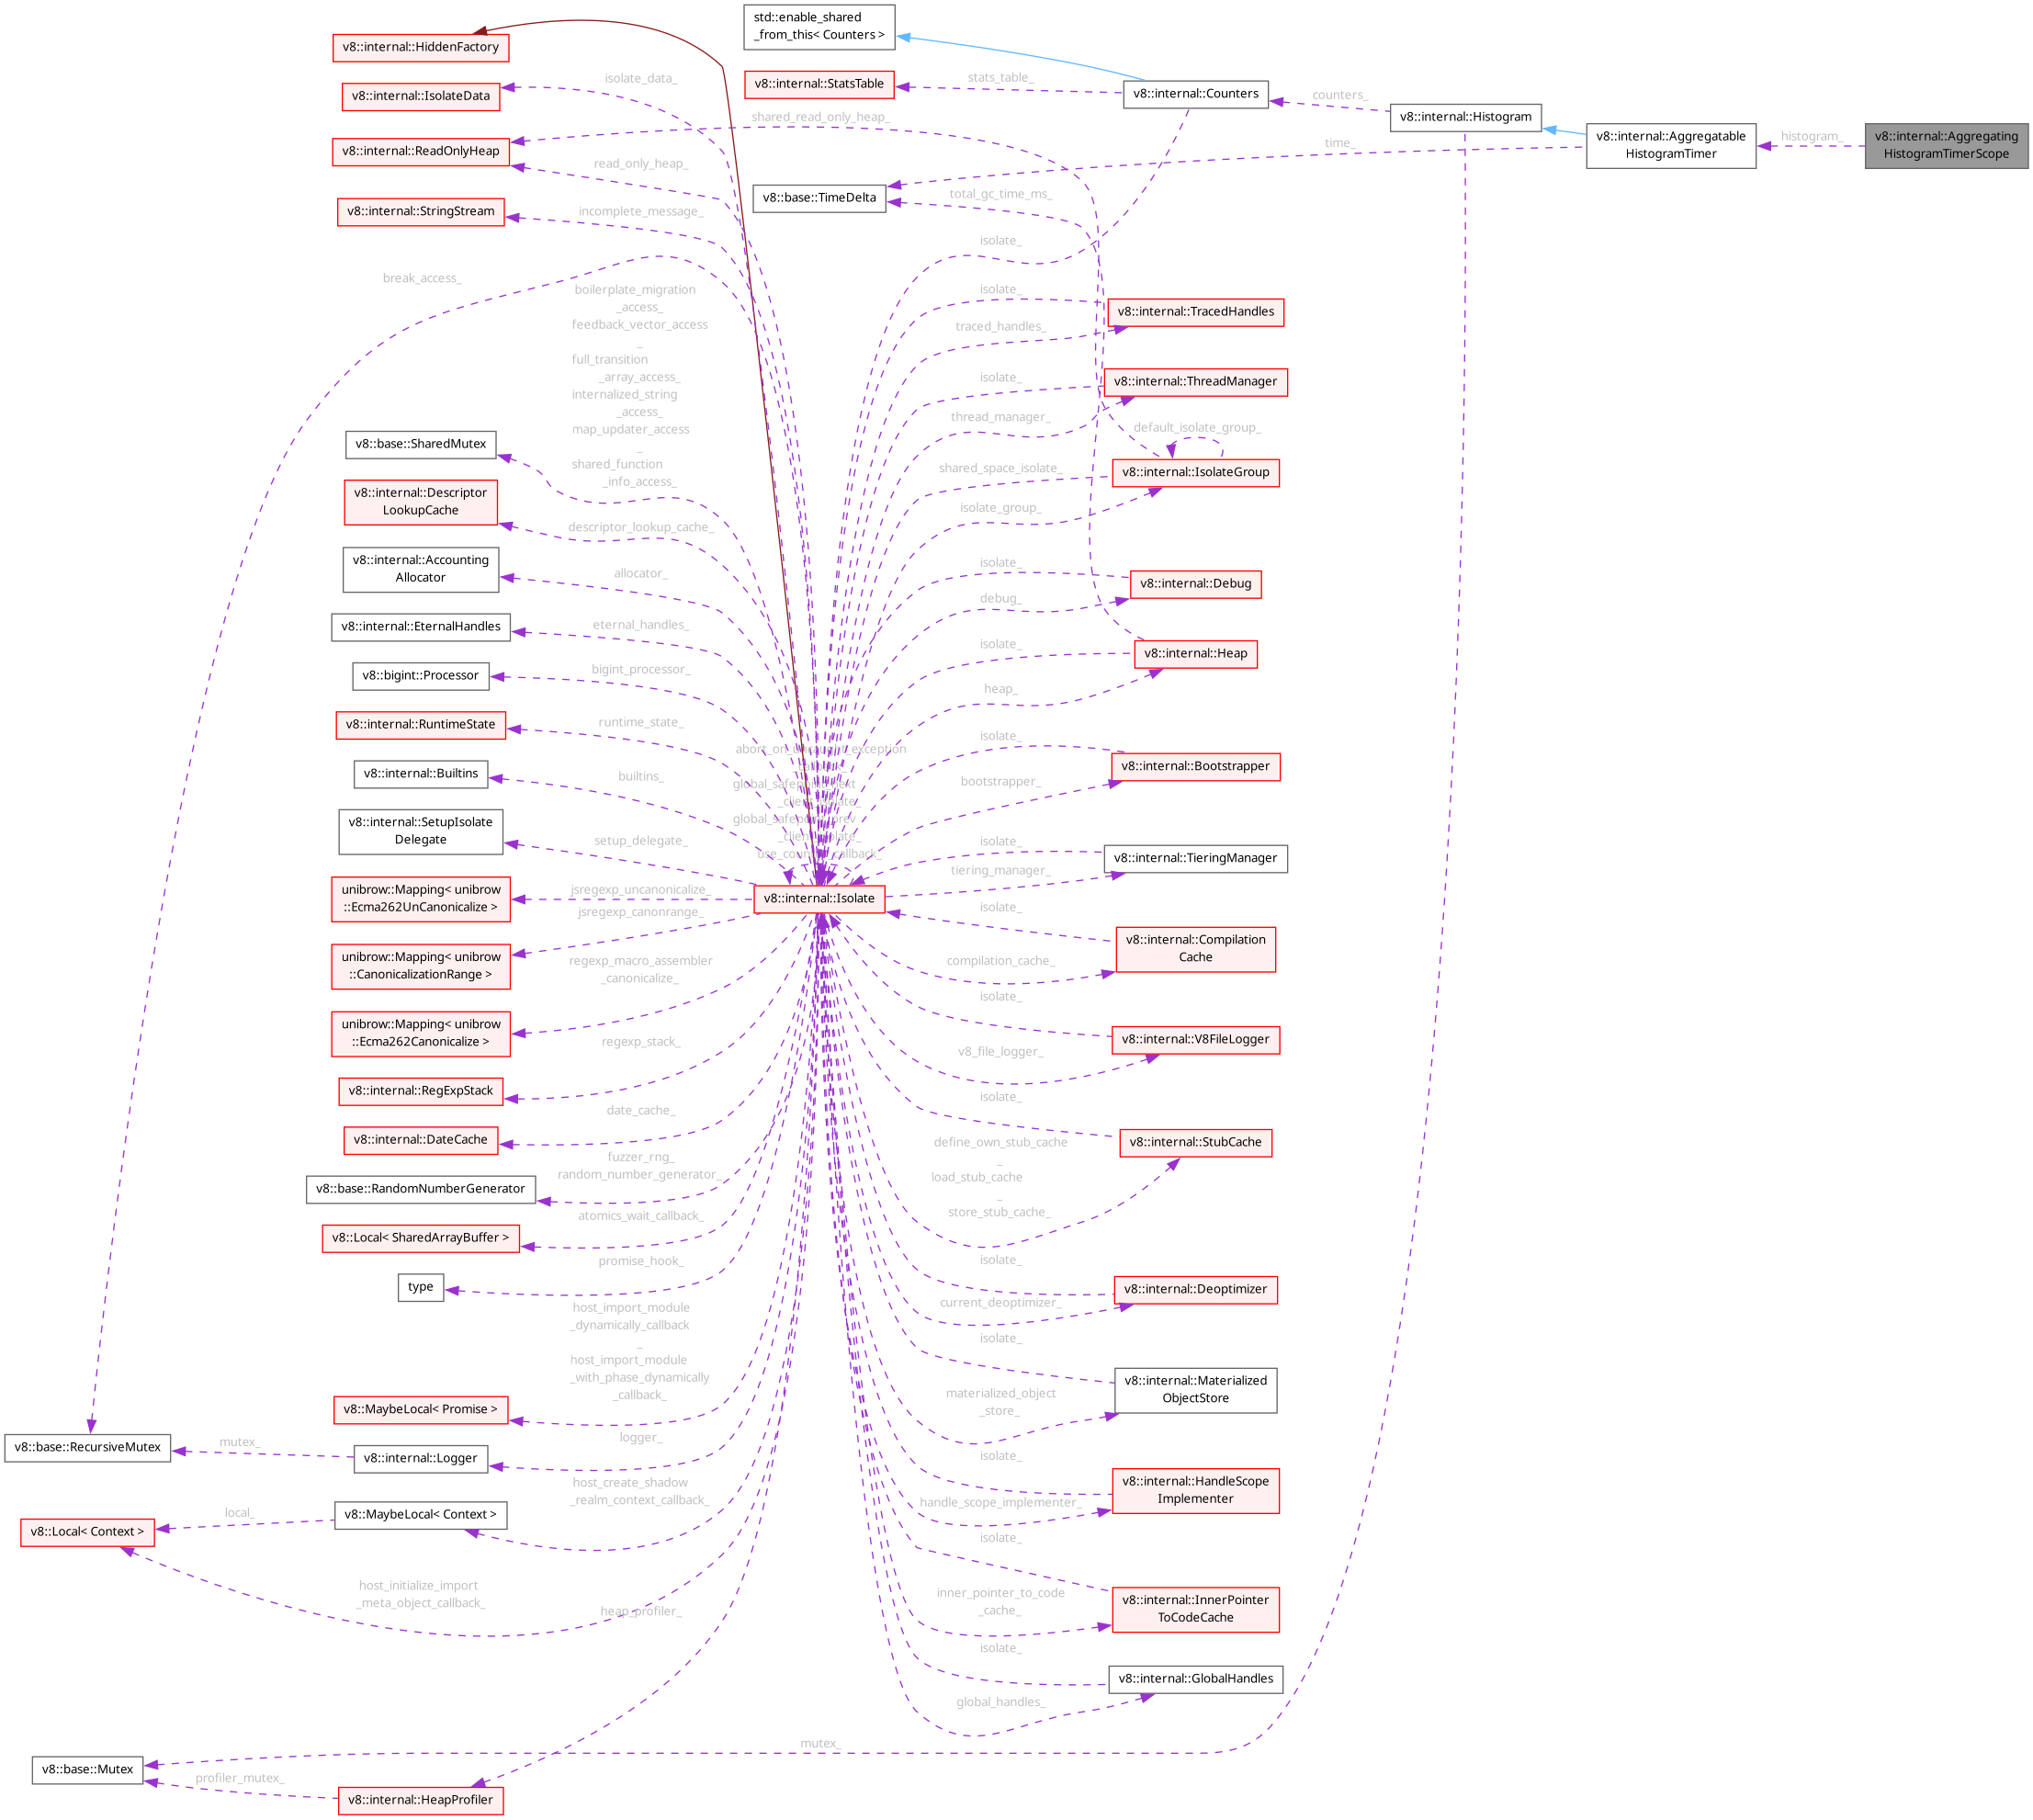 std::enable_shared
_from_this< Counters >
v8::internal::HiddenFactory
isolate_data_
v8::internal::StatsTable
stats_table_
v8::internal::Counters
counters_
v8::internal::IsolateData
shared_read_only_heap_
v8::internal::Histogram
v8::internal::Aggregatable
HistogramTimer
histogram_
v8::internal::Aggregating
HistogramTimerScope
v8::internal::ReadOnlyHeap
read_only_heap_
time_
v8::base::TimeDelta
total_gc_time_ms_
v8::internal::StringStream
incomplete_message_
isolate_
break_access_
boilerplate_migration
_access_
feedback_vector_access
_
full_transition
_array_access_
internalized_string
_access_
map_updater_access
_
shared_function
_info_access_
isolate_
v8::internal::TracedHandles
traced_handles_
isolate_
v8::internal::ThreadManager
thread_manager_
default_isolate_group_
v8::base::SharedMutex
shared_space_isolate_
v8::internal::IsolateGroup
isolate_group_
v8::internal::Descriptor
LookupCache
descriptor_lookup_cache_
v8::internal::Accounting
Allocator
allocator_
isolate_
v8::internal::Debug
debug_
v8::internal::EternalHandles
eternal_handles_
isolate_
v8::internal::Heap
heap_
v8::bigint::Processor
bigint_processor_
v8::internal::RuntimeState
runtime_state_
isolate_
v8::internal::Bootstrapper
bootstrapper_
v8::internal::Builtins
builtins_
abort_on_uncaught_exception
_callback_
global_safepoint_next
_client_isolate_
global_safepoint_prev
_client_isolate_
use_counter_callback_
v8::internal::SetupIsolate
Delegate
setup_delegate_
isolate_
v8::internal::TieringManager
tiering_manager_
unibrow::Mapping< unibrow
::Ecma262UnCanonicalize >
jsregexp_uncanonicalize_
v8::internal::Isolate
jsregexp_canonrange_
isolate_
v8::internal::Compilation
Cache
compilation_cache_
unibrow::Mapping< unibrow
::CanonicalizationRange >
regexp_macro_assembler
_canonicalize_
isolate_
unibrow::Mapping< unibrow
::Ecma262Canonicalize >
regexp_stack_
v8::internal::V8FileLogger
v8_file_logger_
v8::internal::RegExpStack
isolate_
date_cache_
v8::internal::DateCache
v8::internal::StubCache
define_own_stub_cache
_
load_stub_cache
_
store_stub_cache_
fuzzer_rng_
random_number_generator_
v8::base::RandomNumberGenerator
atomics_wait_callback_
v8::Local< SharedArrayBuffer >
promise_hook_
type
isolate_
v8::internal::Deoptimizer
current_deoptimizer_
host_import_module
_dynamically_callback
_
host_import_module
_with_phase_dynamically
_callback_
isolate_
v8::internal::Materialized
ObjectStore
materialized_object
_store_
v8::MaybeLocal< Promise >
logger_
v8::base::RecursiveMutex
mutex_
v8::internal::Logger
isolate_
v8::internal::HandleScope
Implementer
handle_scope_implementer_
host_create_shadow
_realm_context_callback_
v8::Local< Context >
local_
v8::MaybeLocal< Context >
isolate_
host_initialize_import
_meta_object_callback_
heap_profiler_
inner_pointer_to_code
_cache_
v8::internal::InnerPointer
ToCodeCache
isolate_
v8::internal::GlobalHandles
global_handles_
mutex_
v8::base::Mutex
profiler_mutex_
v8::internal::HeapProfiler